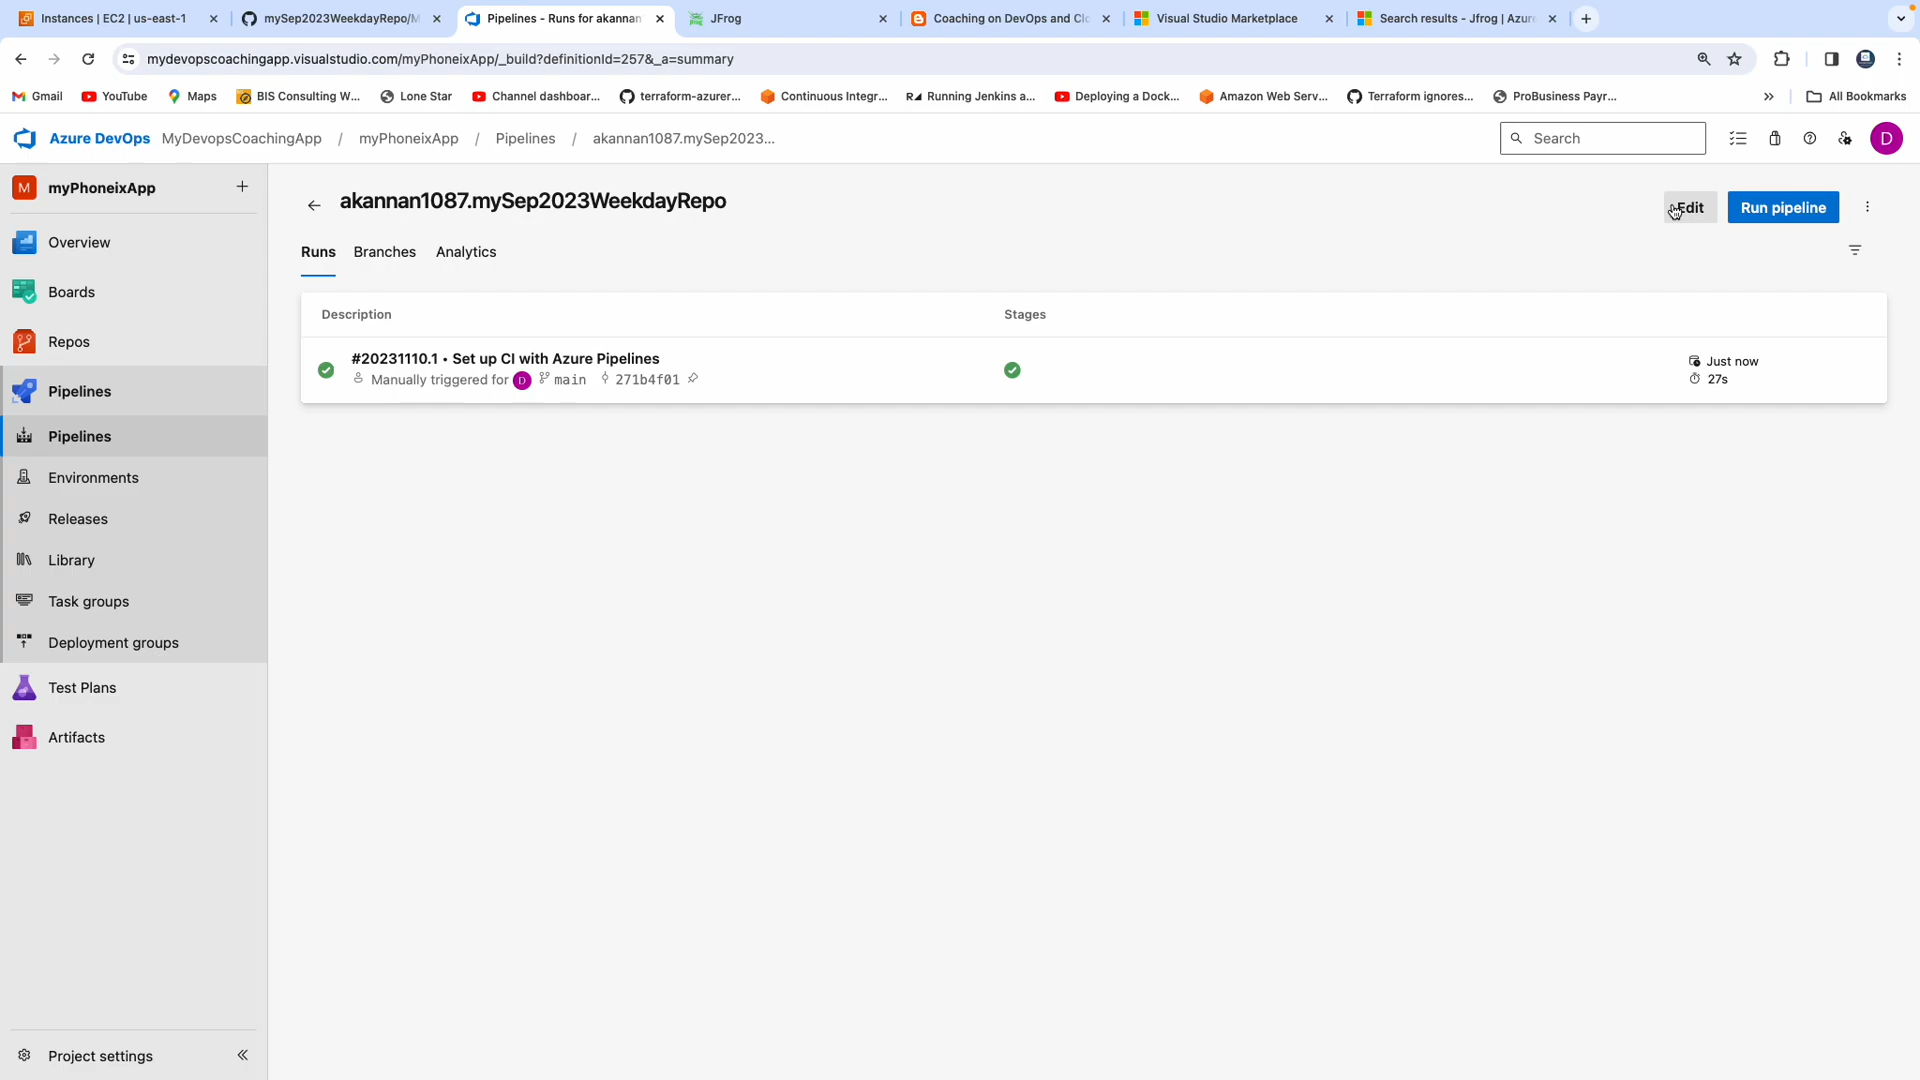 Instances | EC2 | us-east-1
mySep2023WeekdayRepo/M
Pipelines - Runs for akannan
JFrog
Coaching on DevOps and Clo
Visual Studio Marketplace
Search results - Jfrog | Azur
mydevopscoachingapp.visualstudio.com/myPhoneixApp/_build?definitionId=257&_a=summary
Gmail
YouTube
Maps
BIS Consulting W...
Lone Star
Channel dashboar...
terraform-azurer...
Continuous Integr...
Running Jenkins a...
Deploying a Dock...
Amazon Web Serv...
Terraform ignores...
ProBusiness Payr...
All Bookmarks
Azure DevOps MyDevopsCoachingApp / myPhoneixApp / Pipelines / akannan1087.mySep2023...
Search
D
M myPhoneixApp
Overview
Boards
Repos
Pipelines
Pipelines
Environments
Releases
Library
Task groups
Deployment groups
Test Plans
Artifacts
Project settings
akannan1087.mySep2023WeekdayRepo
Edit
Run pipeline
Runs Branches Analytics
Description Stages
#20231110.1 • Set up CI with Azure Pipelines
Manually triggered for D main 271b4f01
Just now
27s